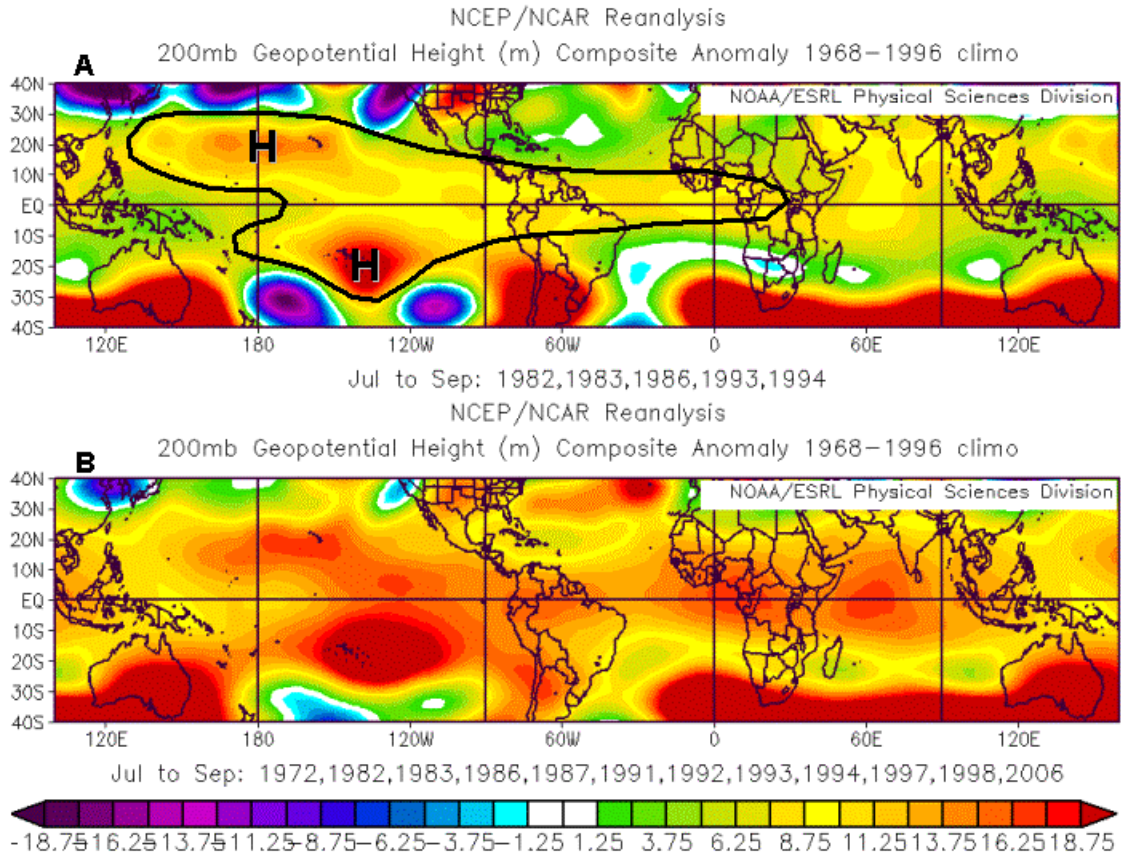 NCEP/NCAR Reanalysis
200mb Geopotential Height (m) Composite Anomaly 1968-1996 climo
A
40N
NOAA/ESRL Physical Sciences Division
30N
20N
H
10N
EQ
10S
20S
H
30S
40S
120E 180 120W 60W 0 60E 120E
Jul to Sep: 1982,1983,1986,1993,1994
NCEP/NCAR Reanalysis
200mb Geopotential Height (m) Composite Anomaly 1968-1996 climo
B
40N
NOAA/ESRL Physical Sciences Division
30N
20N
10N
EQ
10S
20S
30S
40S
120E 180 120W 60W 0 60E 120E
Jul to Sep: 1972,1982,1983,1986,1987,1991,1992,1993,1994,1997,1998,2006
-18.75 -16.25 -13.75 -11.25 -8.75 -6.25 -3.75 -1.25 1.25 3.75 6.25 8.75 11.25 13.75 16.25 18.75